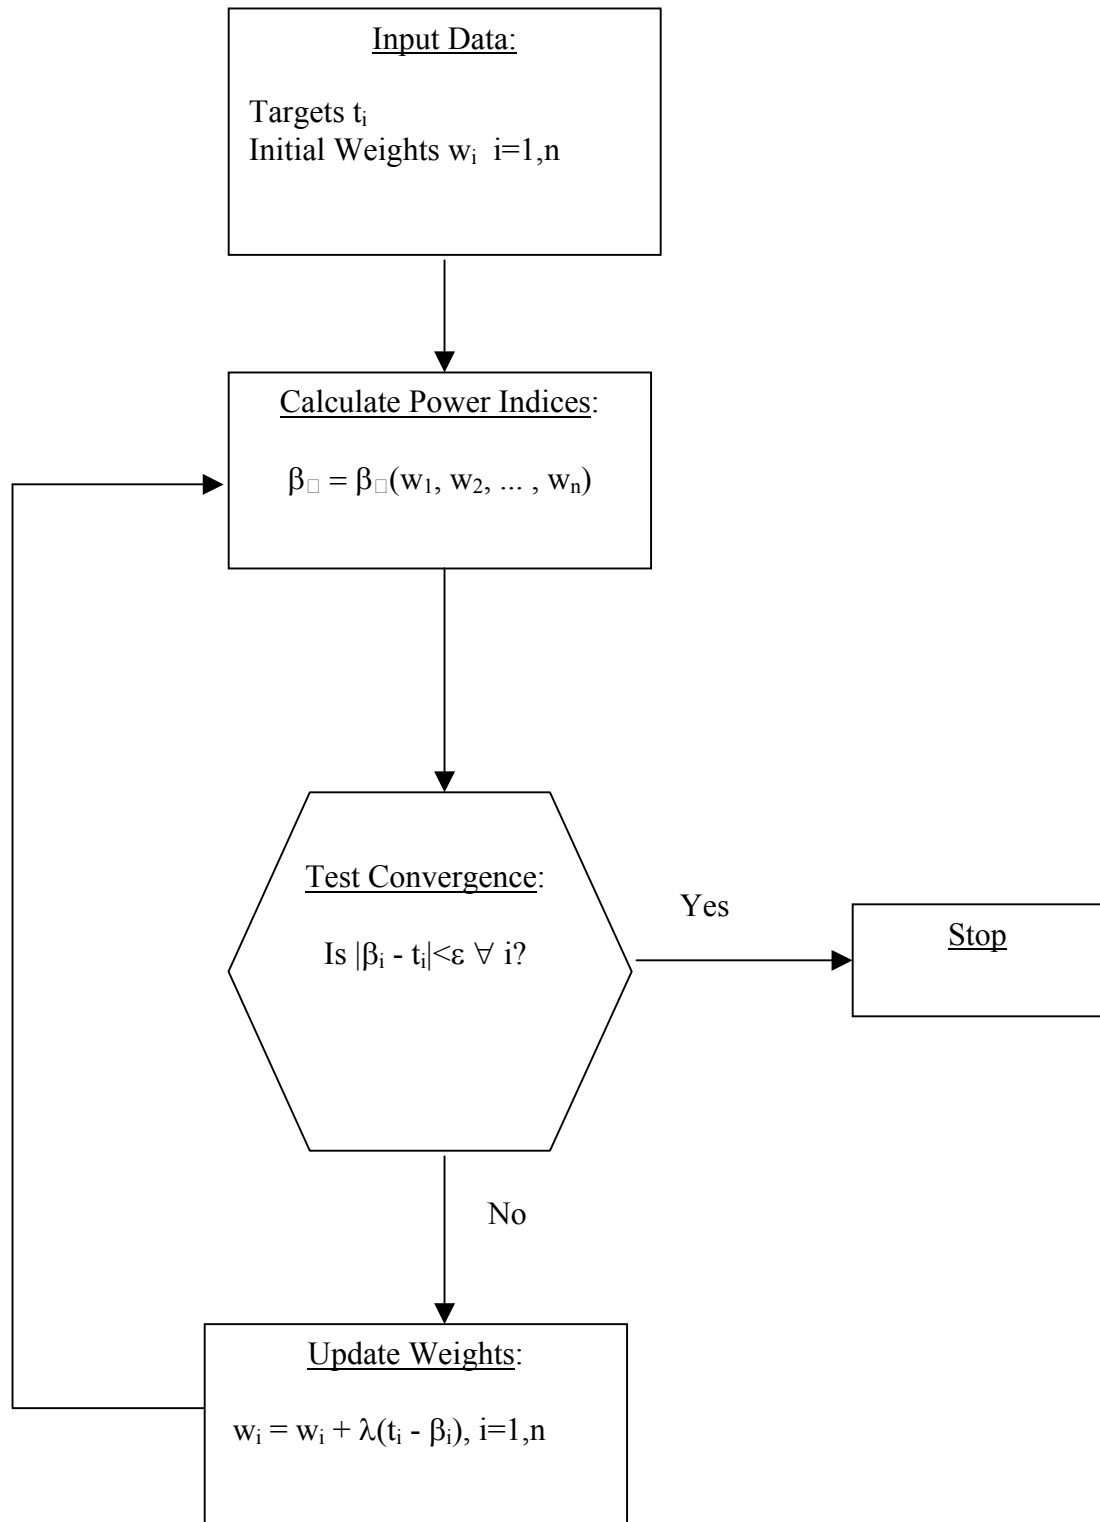 Input Data:
Targets tᵢ
Initial Weights wᵢ i=1,n
Calculate Power Indices:
β□ = β□(w₁, w₂, ... , wₙ)
Test Convergence:
Is |βᵢ - tᵢ|<ε ∀ i?
Yes
Stop
No
Update Weights:
wᵢ = wᵢ + λ(tᵢ - βᵢ), i=1,n